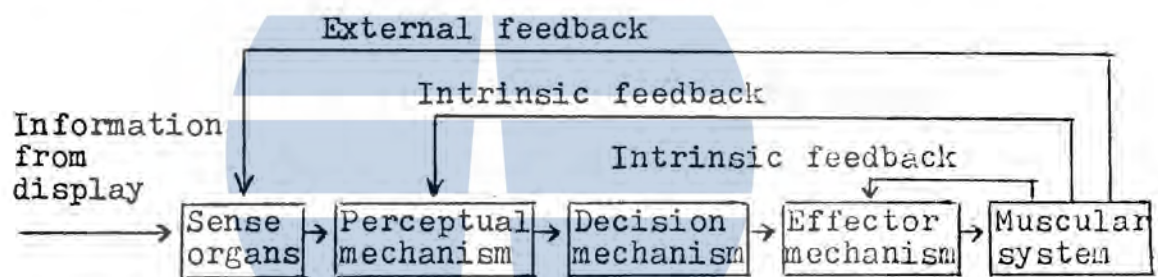 External feedback
Intrinsic feedback
Information
from
display
Intrinsic feedback
Sense
organs
Perceptual
mechanism
Decision
mechanism
Effector
mechanism
Muscular
system